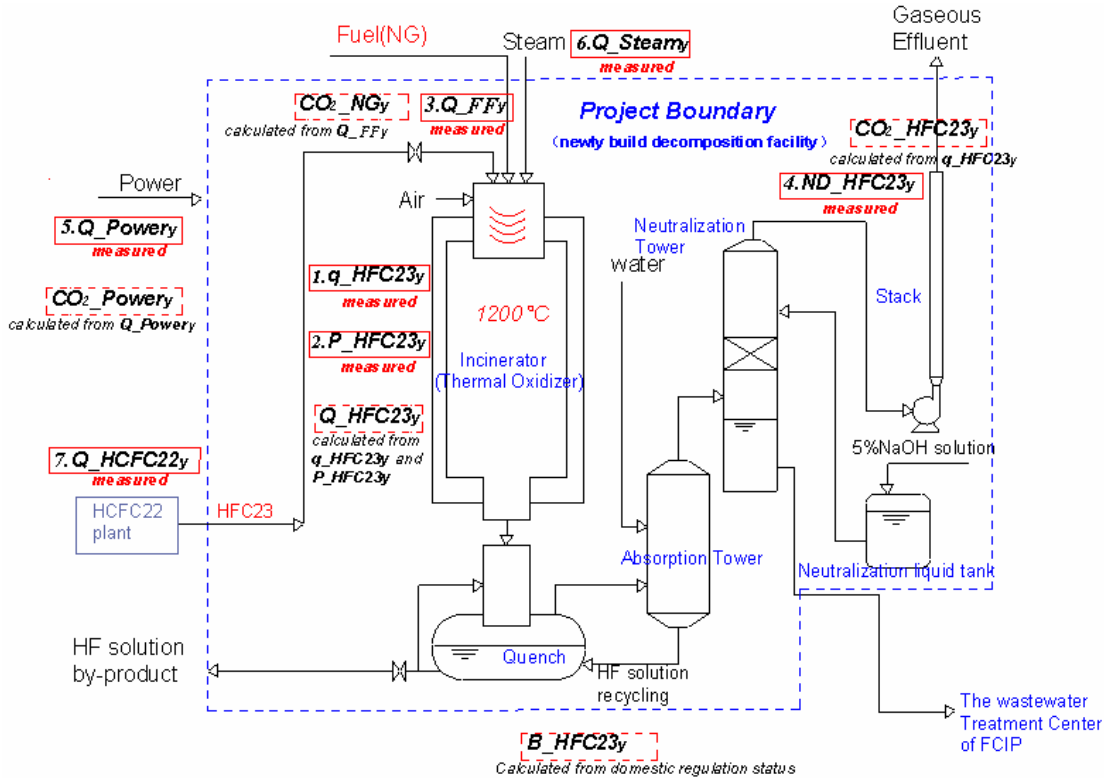 Fuel(NG)
Steam
6.Q_Steamy
measured
Gaseous
Effluent
CO2_NGy
calculated from Q_FFy
3.Q_FFy
measured
Project Boundary
（newly build decomposition facility）
CO2_HFC23y
calculated from q_HFC23y
4.ND_HFC23y
measured
Power
5.Q_Powery
measured
CO2_Powery
calculated from Q_Powery
Air
Neutralization
Tower
water
Stack
1.q_HFC23y
measured
2.P_HFC23y
measured
1200℃
Incinerator
(Thermal Oxidizer)
Q_HFC23y
calculated from
q_HFC23y and
P_HFC23y
7.Q_HCFC22y
measured
HCFC22
plant
HFC23
5%NaOH solution
Absorption Tower
Neutralization liquid tank
HF solution
by-product
Quench
HF solution
recycling
The wastewater
Treatment Center
of FCIP
B_HFC23y
Calculated from domestic regulation status